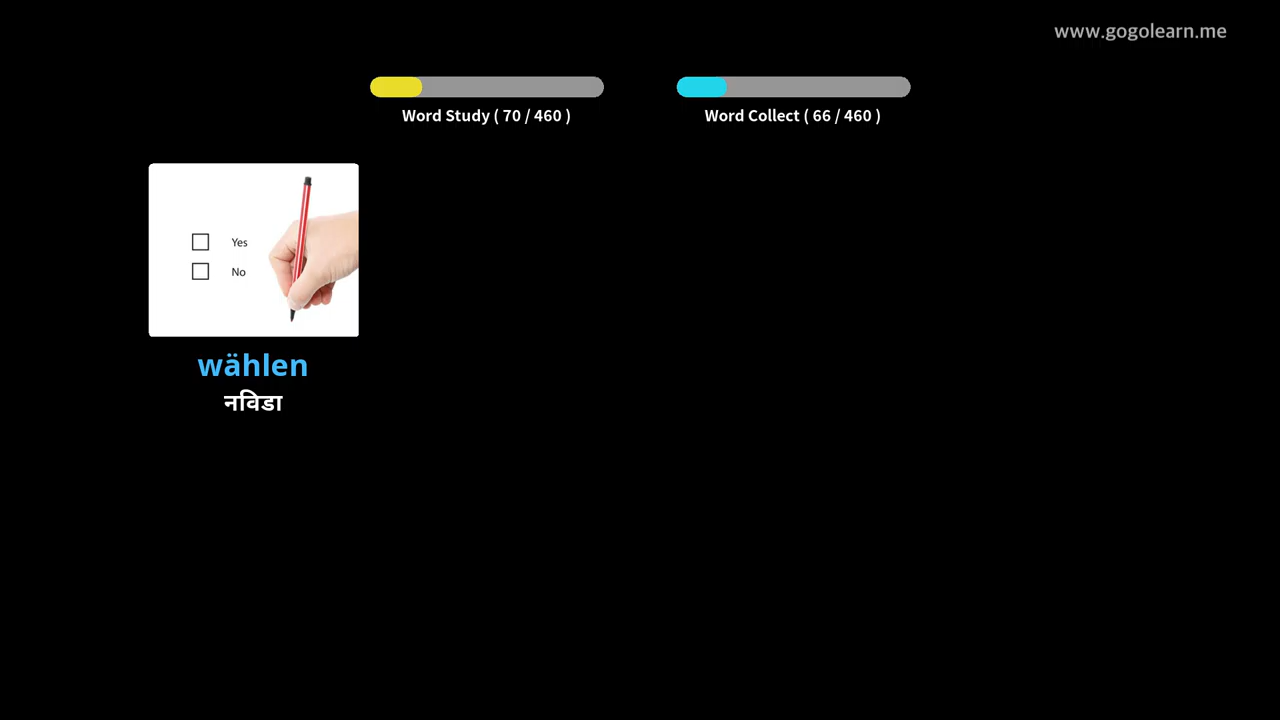 www.gogolearn.me
Word Study ( 70 / 460 )
Word Collect ( 66 / 460 )
Yes
No
wählen
नविडा